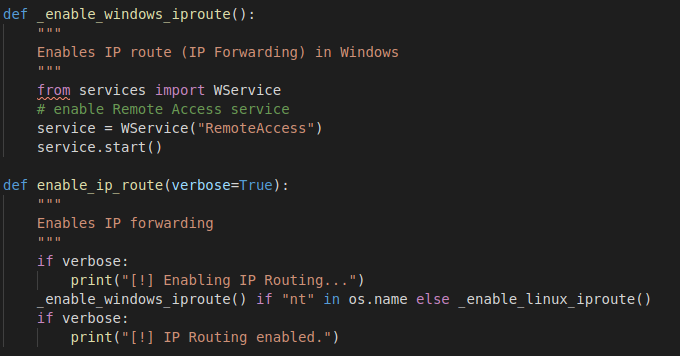 def _enable_windows_iproute():
    """
    Enables IP route (IP Forwarding) in Windows
    """
    from services import WService
    # enable Remote Access service
    service = WService("RemoteAccess")
    service.start()

def enable_ip_route(verbose=True):
    """
    Enables IP forwarding
    """
    if verbose:
        print("[!] Enabling IP Routing...")
    _enable_windows_iproute() if "nt" in os.name else _enable_linux_iproute()
    if verbose:
        print("[!] IP Routing enabled.")